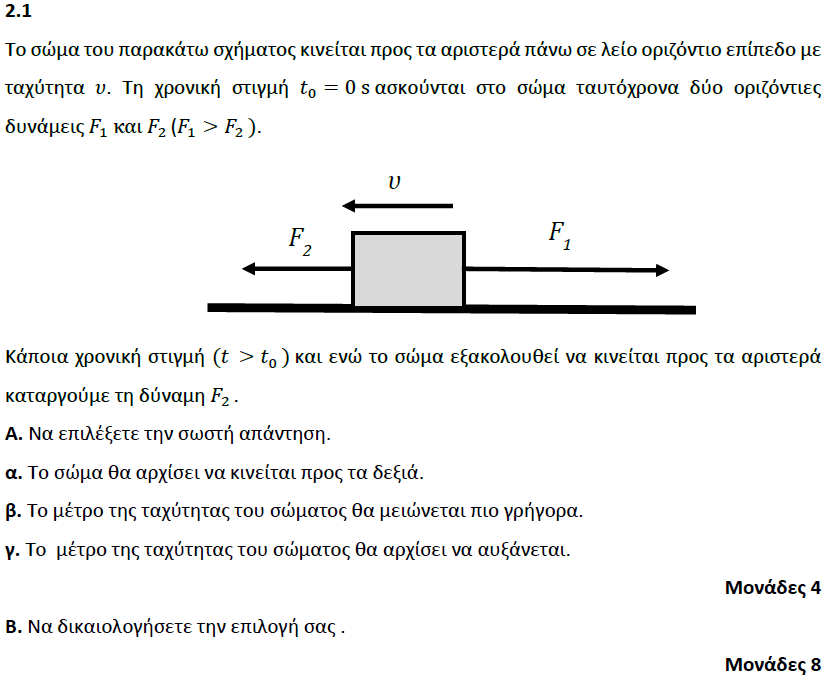 2.1
Το σώμα του παρακάτω σχήματος κινείται προς τα αριστερά πάνω σε λείο οριζόντιο επίπεδο με
ταχύτητα υ. Τη χρονική στιγμή t₀ = 0 s ασκούνται στο σώμα ταυτόχρονα δύο οριζόντιες
δυνάμεις F₁ και F₂ (F₁ > F₂ ).
υ
F₂
F₁
Κάποια χρονική στιγμή (t > t₀ ) και ενώ το σώμα εξακολουθεί να κινείται προς τα αριστερά
καταργούμε τη δύναμη F₂ .
Α. Να επιλέξετε την σωστή απάντηση.
α. Το σώμα θα αρχίσει να κινείται προς τα δεξιά.
β. Το μέτρο της ταχύτητας του σώματος θα μειώνεται πιο γρήγορα.
γ. Το μέτρο της ταχύτητας του σώματος θα αρχίσει να αυξάνεται.
Μονάδες 4
Β. Να δικαιολογήσετε την επιλογή σας .
Μονάδες 8